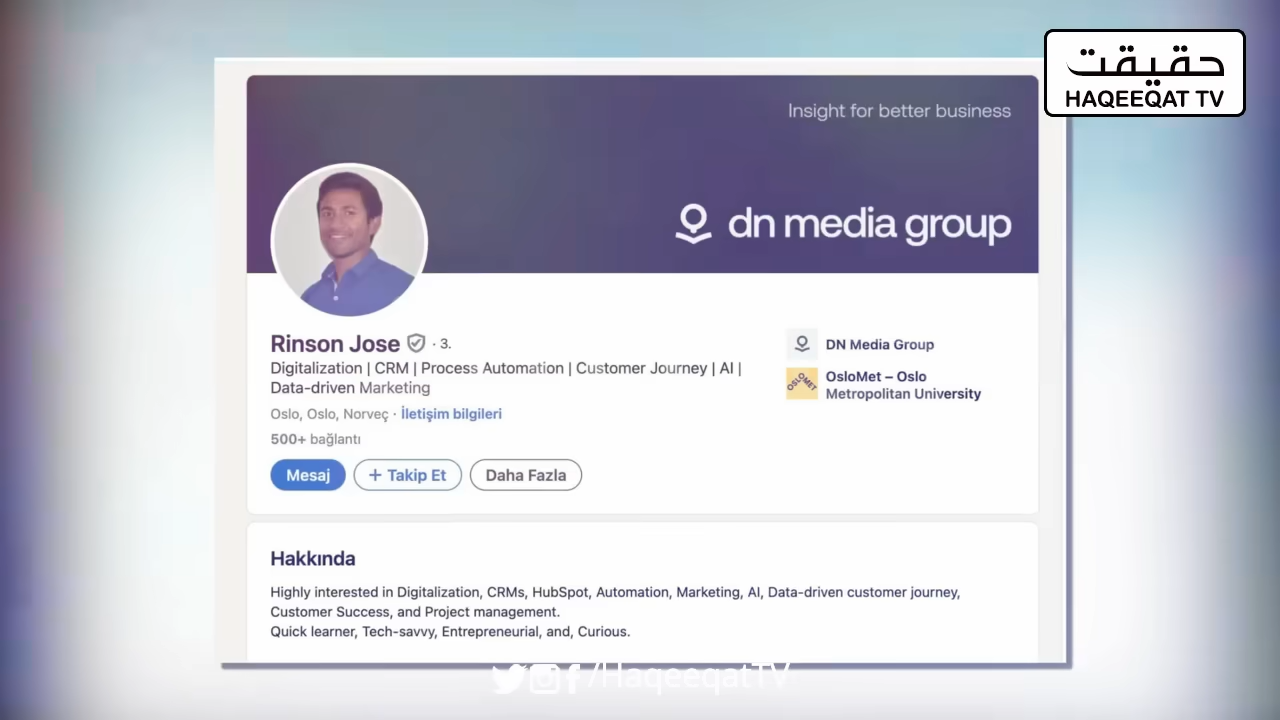 حقيقت
HAQEEQAT TV
Insight for better business
dn media group
Rinson Jose · 3.
Digitalization | CRM | Process Automation | Customer Journey | AI |
Data-driven Marketing
Oslo, Oslo, Norveç · İletişim bilgileri
500+ bağlantı
Mesaj
+ Takip Et
Daha Fazla
DN Media Group
OSLOMET
OsloMet – Oslo
Metropolitan University
Hakkında
Highly interested in Digitalization, CRMs, HubSpot, Automation, Marketing, AI, Data-driven customer journey,
Customer Success, and Project management.
Quick learner, Tech-savvy, Entrepreneurial, and, Curious.
/HaqeeqatTV